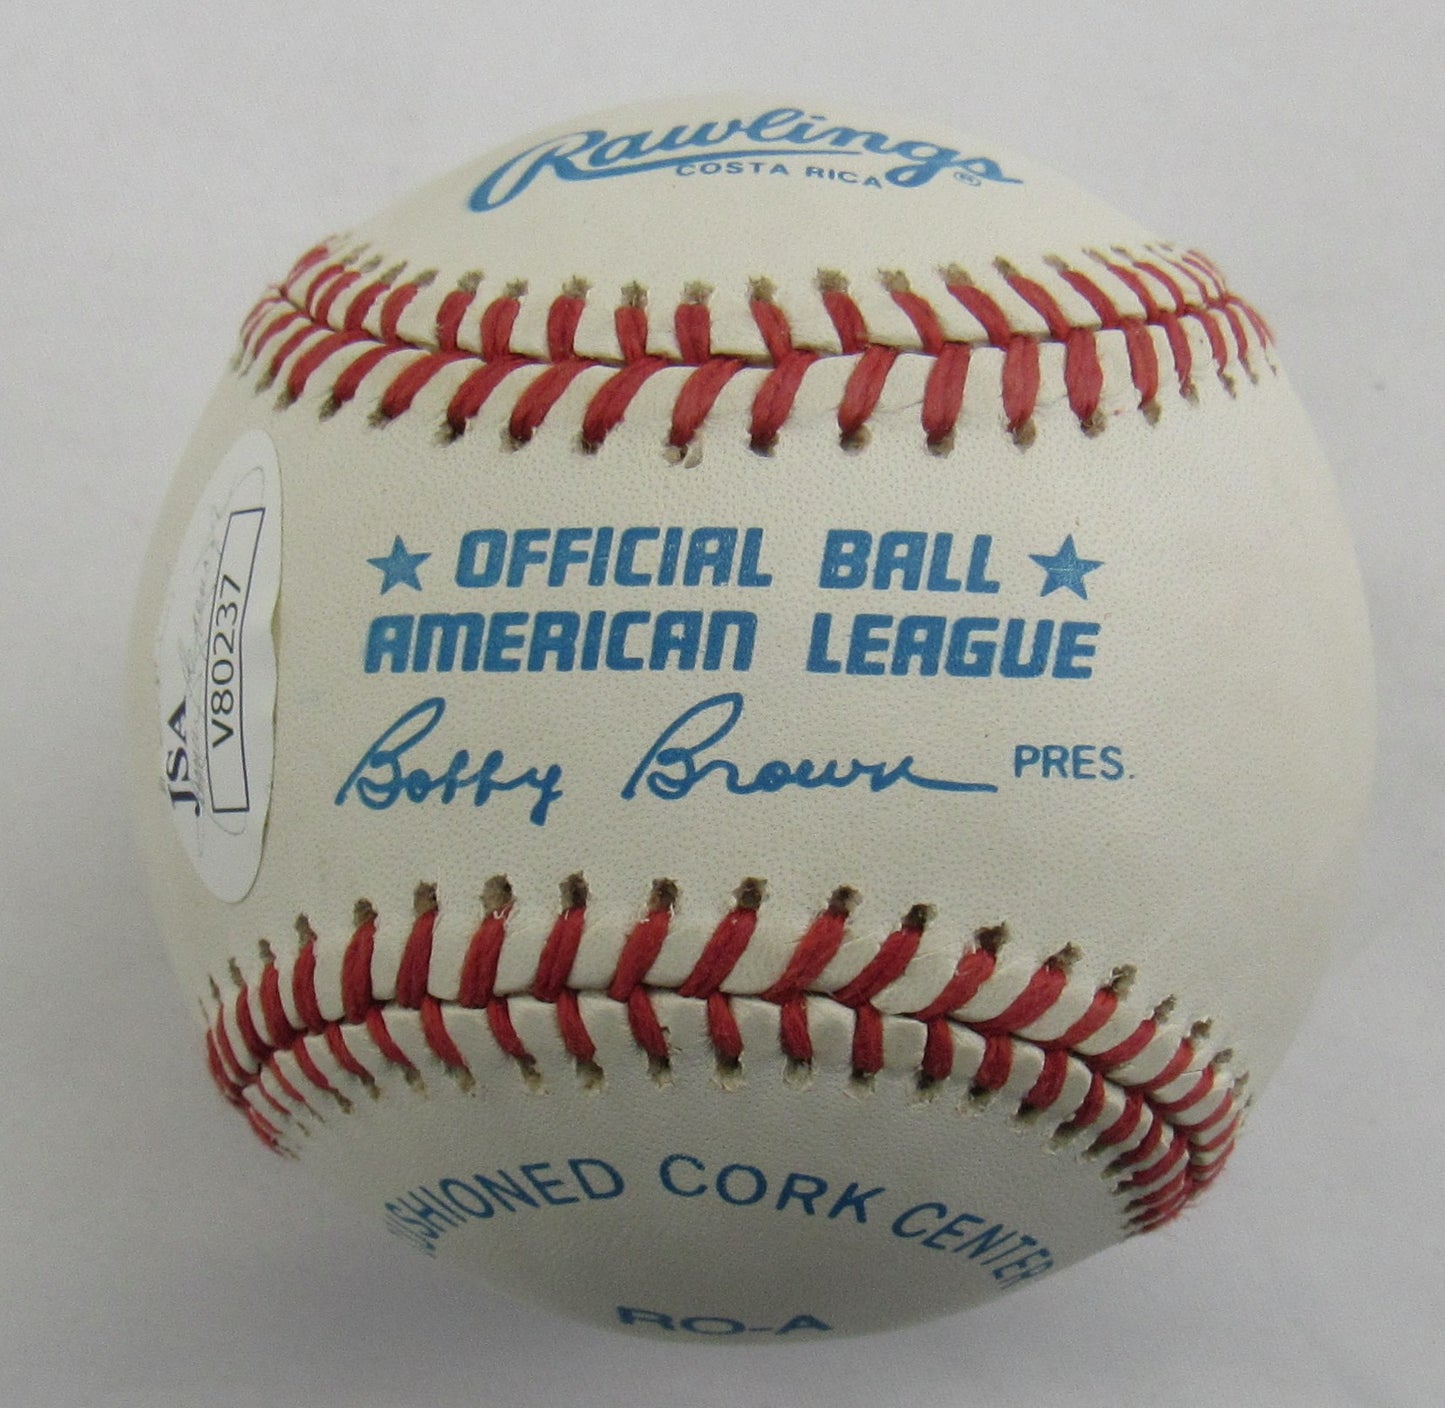 Rawlings ®
COSTA RICA
★ OFFICIAL BALL ★
AMERICAN LEAGUE
Bobby Brown PRES.
CUSHIONED CORK CENTER
RO-A
JSA
V80237